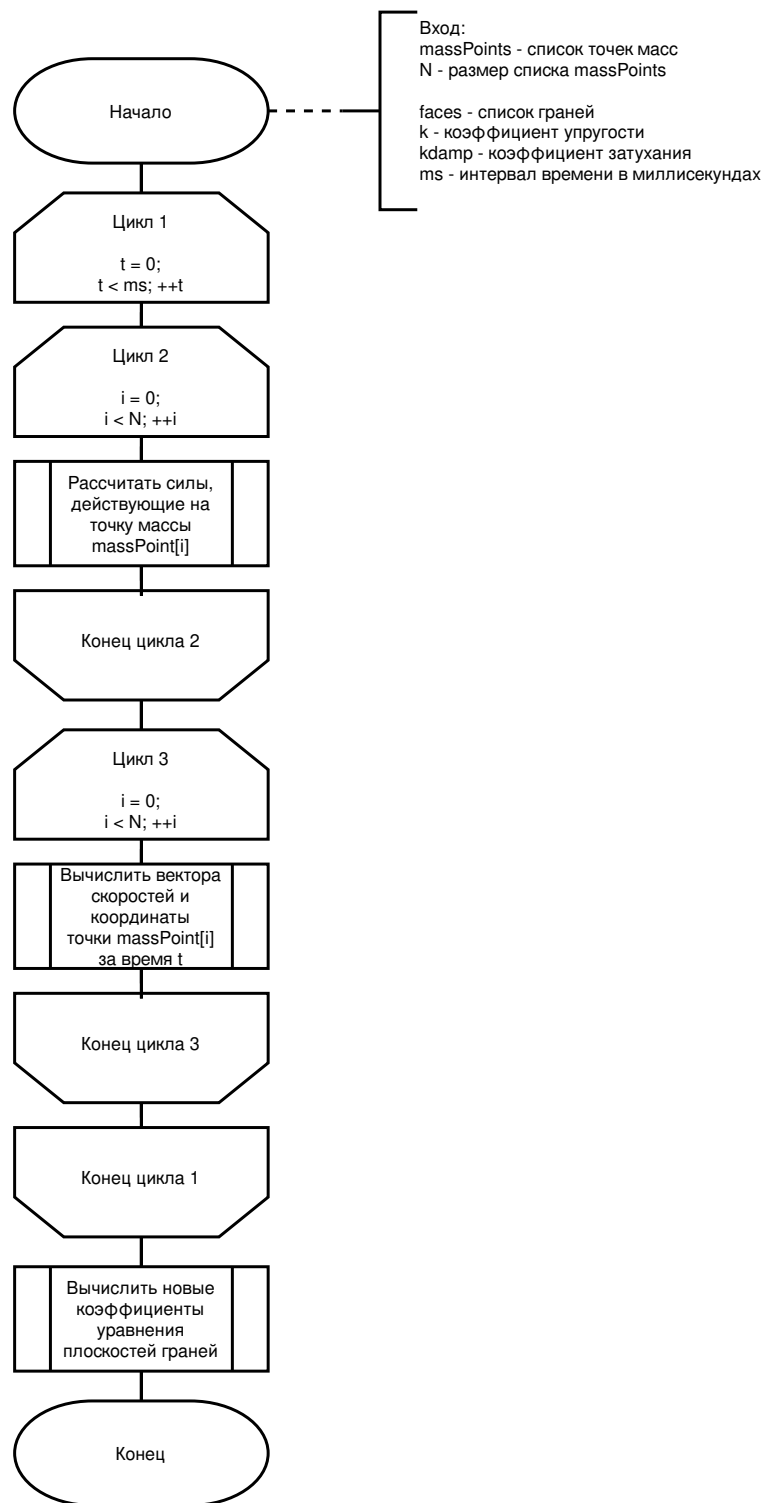 Вход:
massPoints - список точек масс
N - размер списка massPoints
faces - список граней
k - коэффициент упругости
kdamp - коэффициент затухания
ms - интервал времени в миллисекундах
Начало
Цикл 1
t = 0;
t < ms; ++t
Цикл 2
i = 0;
i < N; ++i
Рассчитать силы,
действующие на
точку массы
massPoint[i]
Конец цикла 2
Цикл 3
i = 0;
i < N; ++i
Вычислить вектора
скоростей и
координаты
точки massPoint[i]
за время t
Конец цикла 3
Конец цикла 1
Вычислить новые
коэффициенты
уравнения
плоскостей граней
Конец